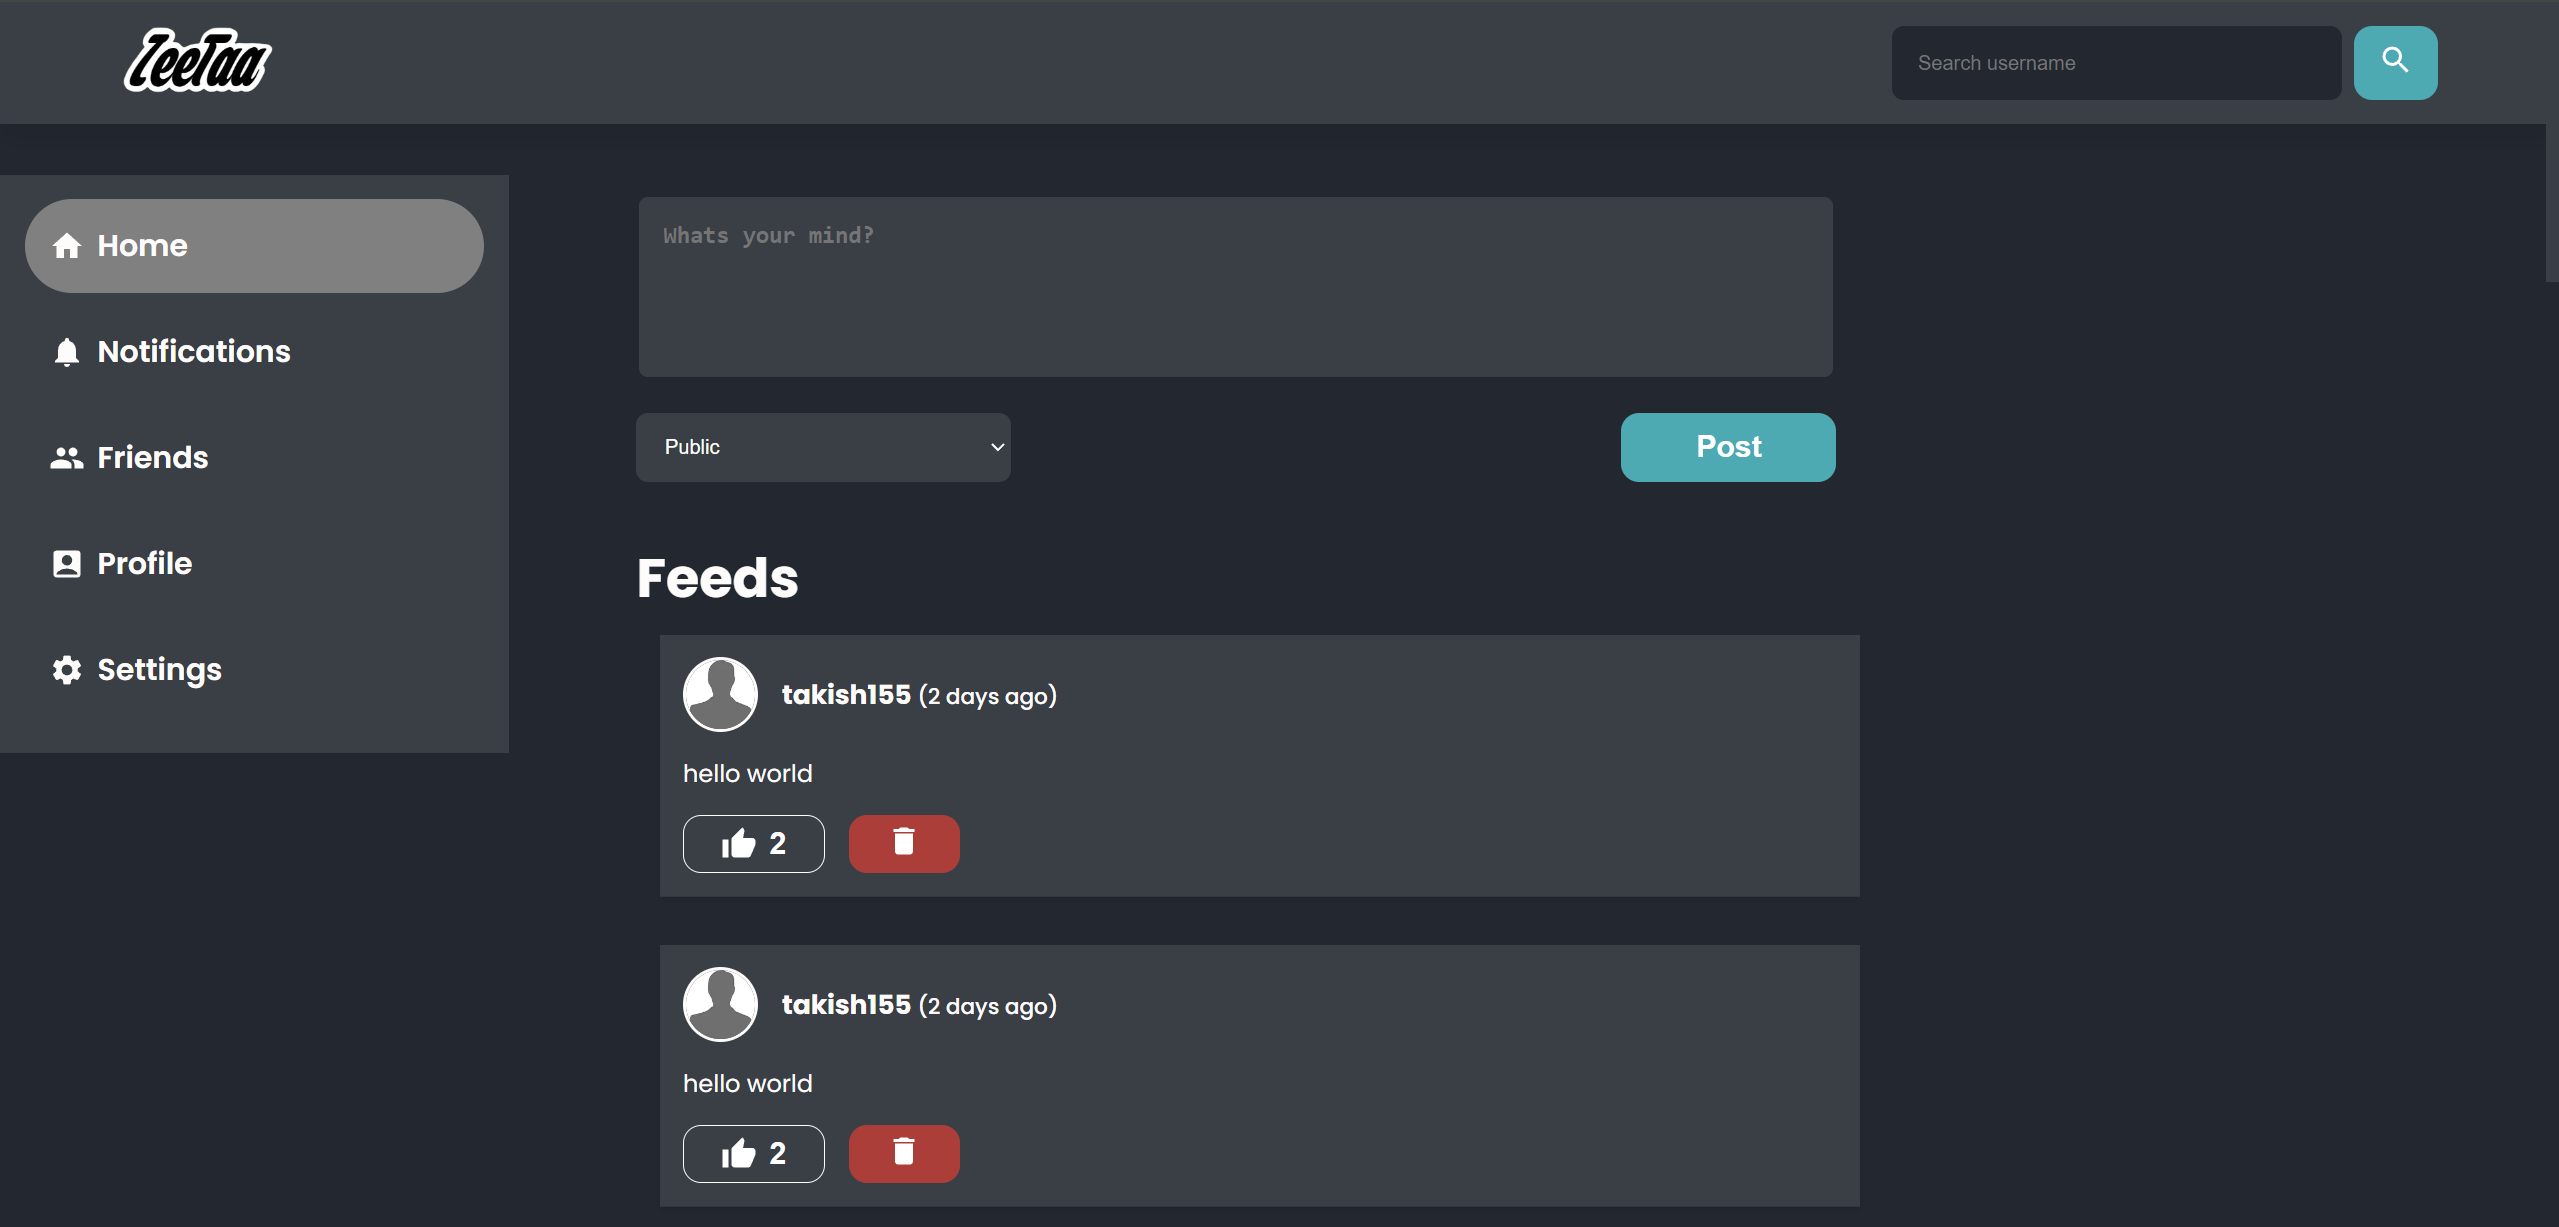 ZeeTaa
Search username
Home
Notifications
Friends
Profile
Settings
Whats your mind?
Public
Post
Feeds
takish155 (2 days ago)
hello world
2
takish155 (2 days ago)
hello world
2